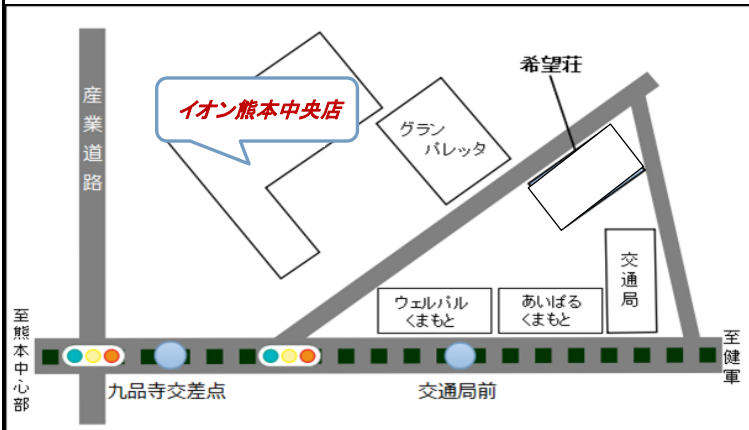 希望荘
産業道路
イオン熊本中央店
グラン
パレッタ
交通局
ウェルパル
くまもと
あいぱる
くまもと
至熊本中心部
至健軍
九品寺交差点
交通局前